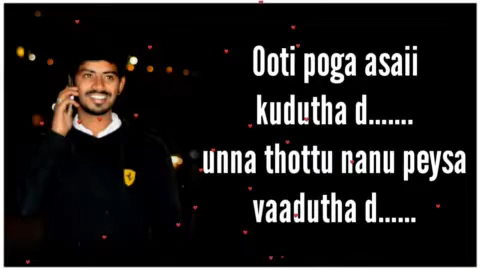 Ooti poga asaii
kudutha d.......
unna thottu nanu peysa
vaadutha d......